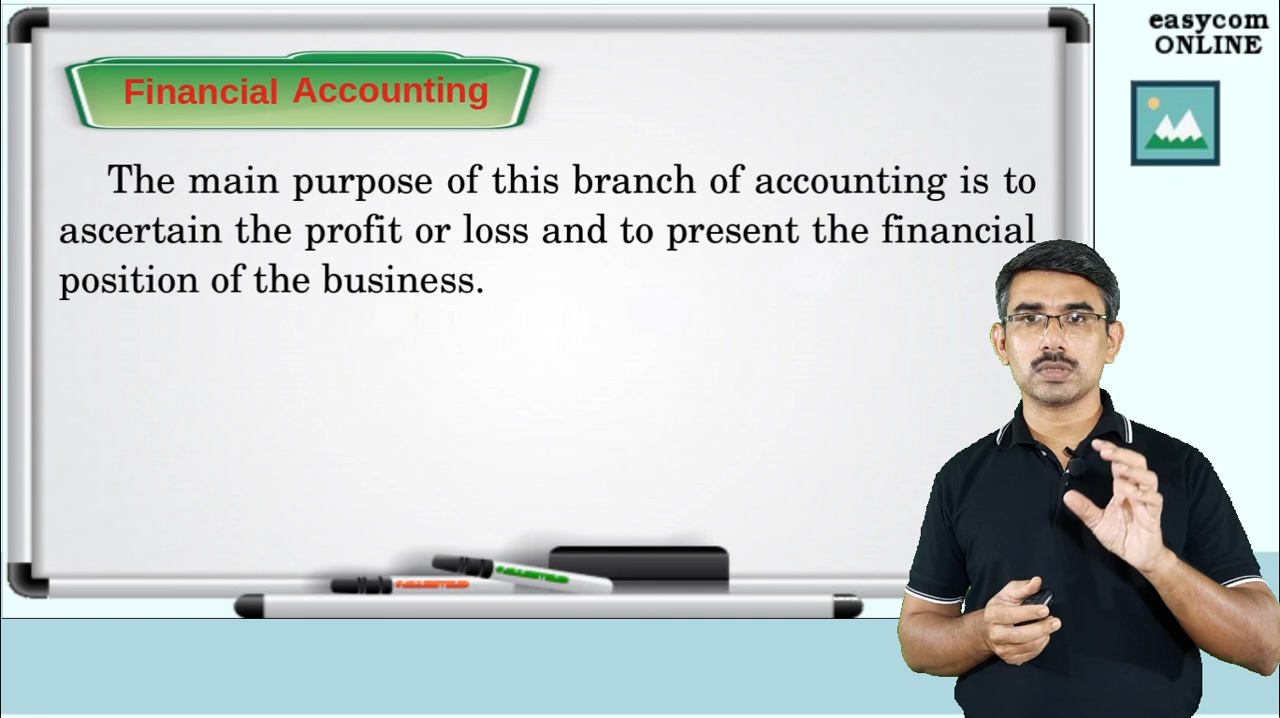 easycom
ONLINE
Financial Accounting
The main purpose of this branch of accounting is to
ascertain the profit or loss and to present the financial
position of the business.